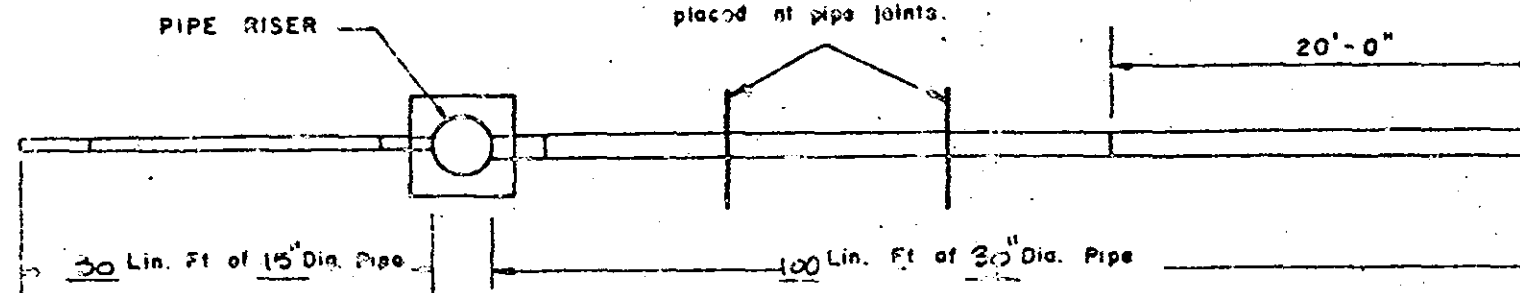 placed at pipe joints.
PIPE RISER
20'-0"
30 Lin. Ft of 15" Dia. Pipe
100 Lin. Ft of 30" Dia. Pipe